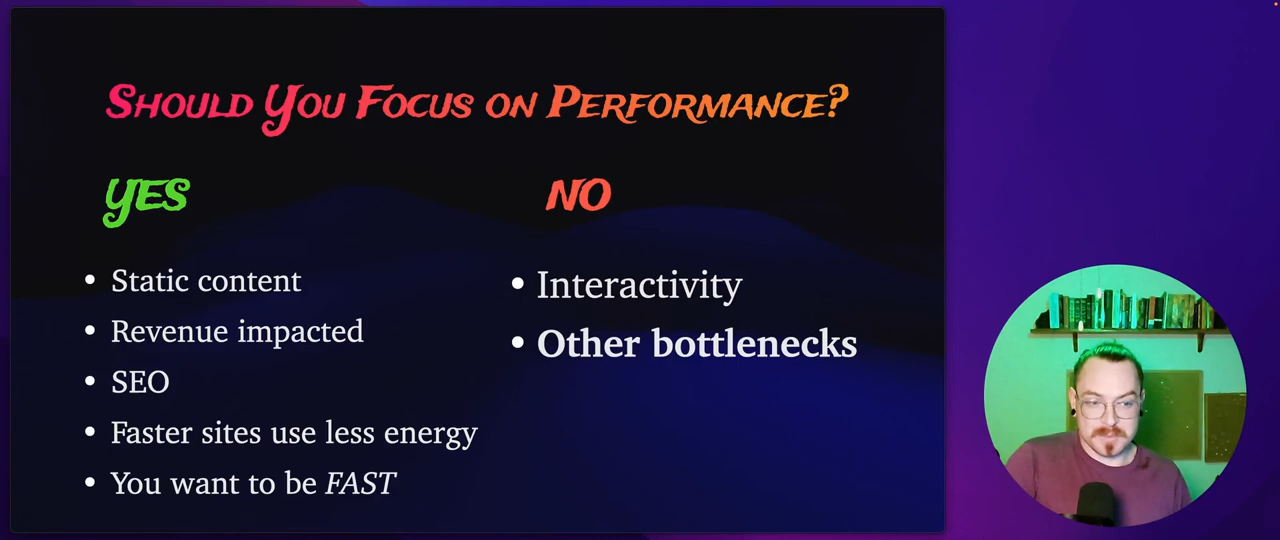 Should You Focus on Performance?
YES
• Static content
• Revenue impacted
• SEO
• Faster sites use less energy
• You want to be FAST
NO
• Interactivity
• Other bottlenecks